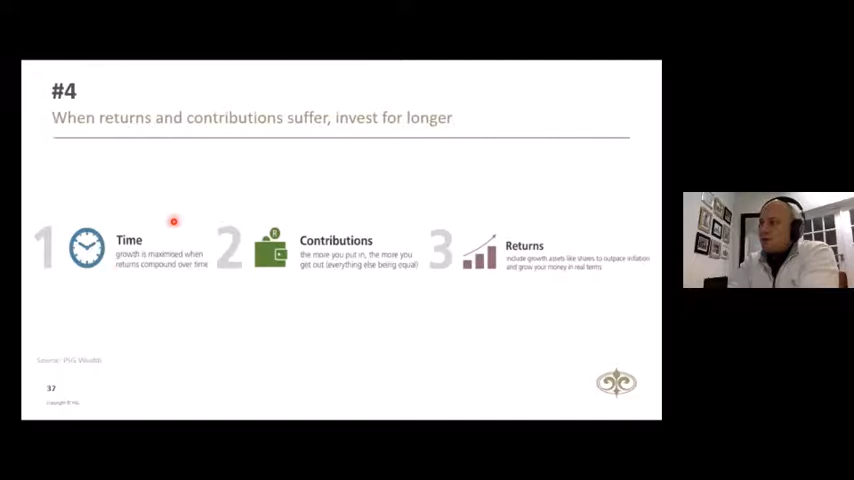 #4
When returns and contributions suffer, invest for longer
1
Time
growth is maximised when
returns compound over time
2
R
Contributions
the more you put in, the more you
get out (everything else being equal)
3
Returns
include growth assets like shares to outpace inflation
and grow your money in real terms
Source: PSG Wealth
37
Copyright ©